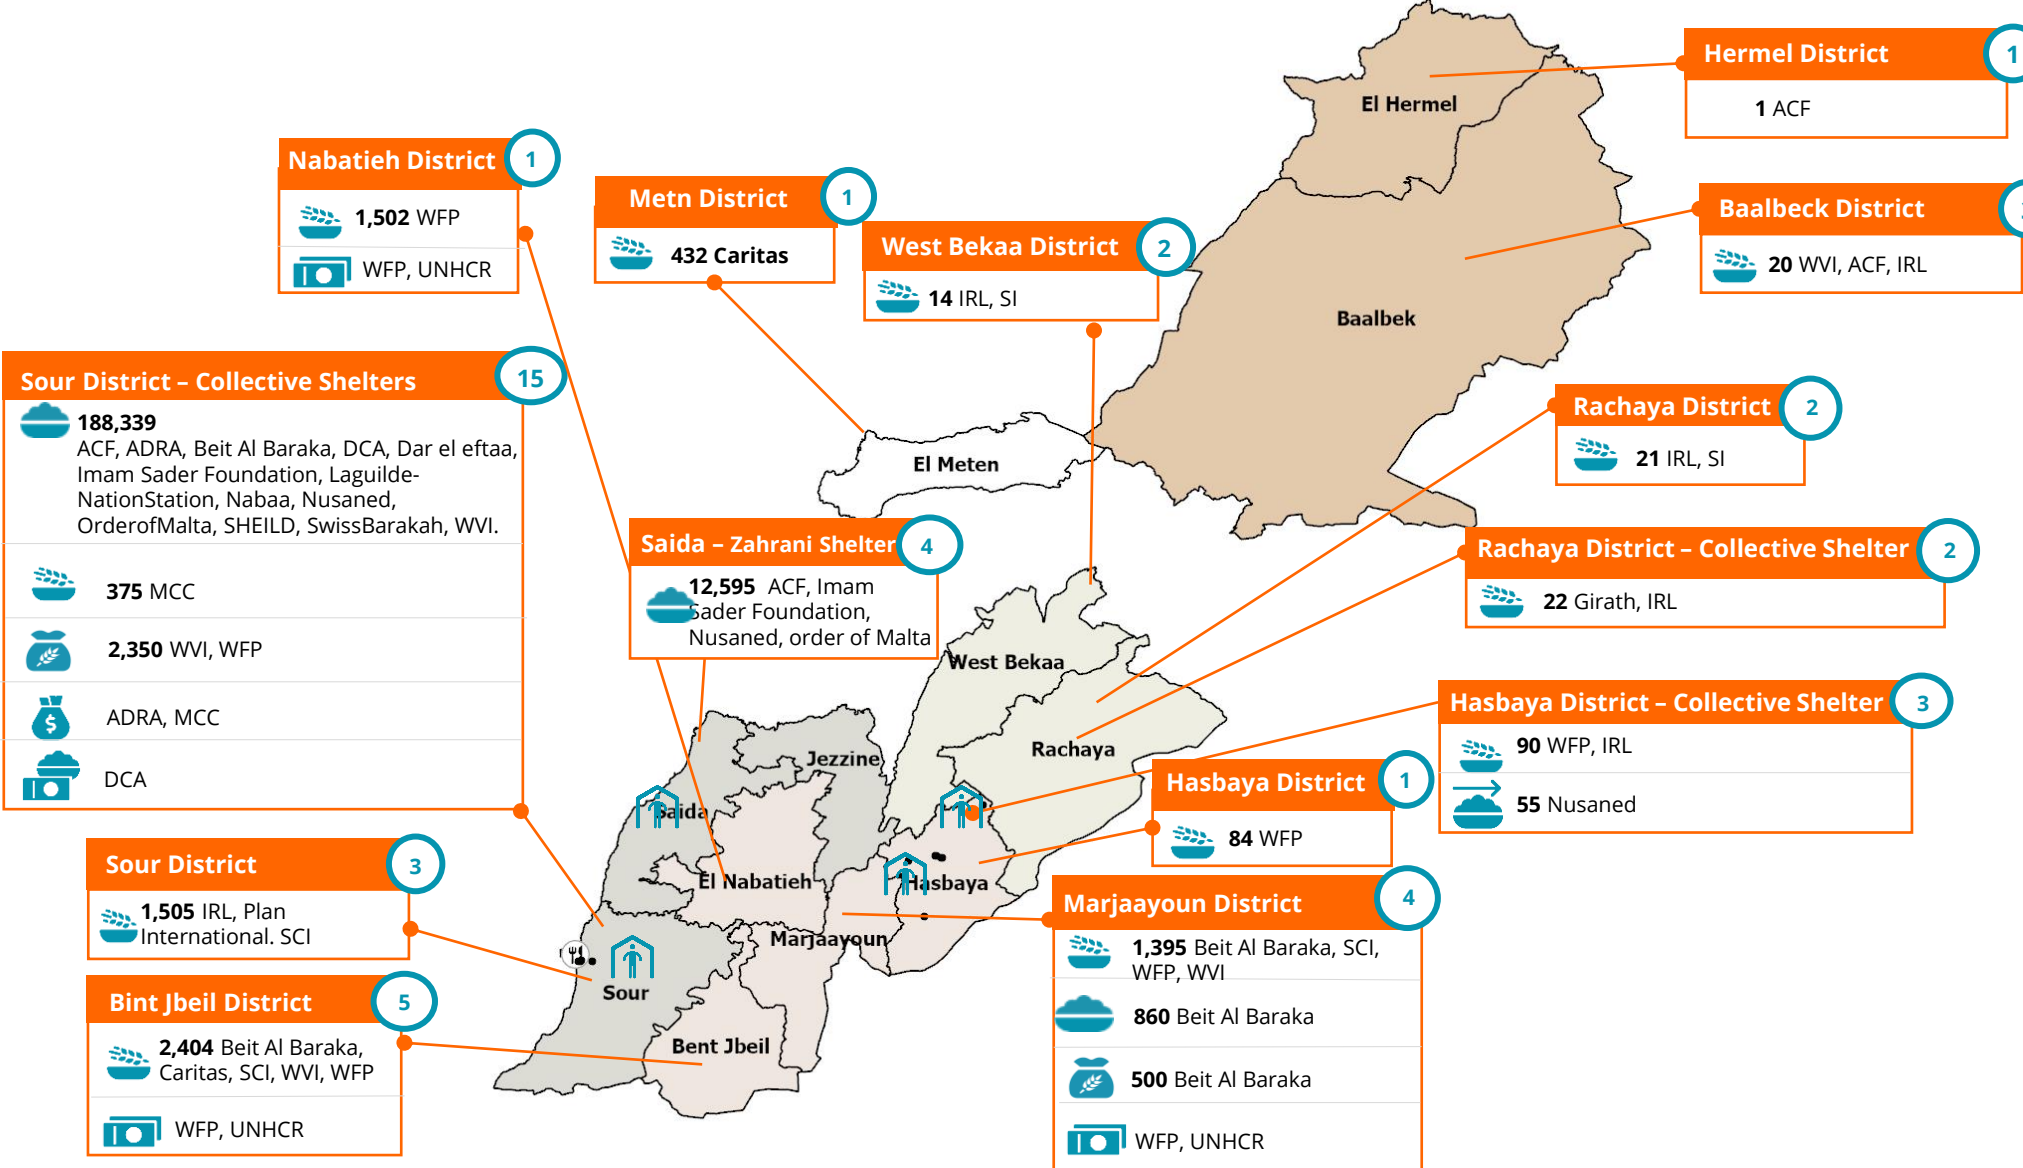 Hermel District
1
1 ACF
Nabatieh District
1
1,502 WFP
WFP, UNHCR
Metn District
1
432 Caritas
West Bekaa District
2
14 IRL, SI
Baalbeck District
20 WVI, ACF, IRL
El Hermel
Baalbek
El Meten
Sour District – Collective Shelters
15
188,339
ACF, ADRA, Beit Al Baraka, DCA, Dar el eftaa,
Imam Sader Foundation, Laguilde-
NationStation, Nabaa, Nusaned,
OrderofMalta, SHEILD, SwissBarakah, WVI.
375 MCC
2,350 WVI, WFP
ADRA, MCC
DCA
Rachaya District
2
21 IRL, SI
Saida – Zahrani Shelter
4
12,595 ACF, Imam
Sader Foundation,
Nusaned, order of Malta
Rachaya District – Collective Shelter
2
22 Girath, IRL
West Bekaa
Rachaya
Jezzine
Saida
El Nabatieh
Hasbaya
Marjaayoun
Sour
Bent Jbeil
Hasbaya District – Collective Shelter
3
90 WFP, IRL
55 Nusaned
Hasbaya District
1
84 WFP
Sour District
3
1,505 IRL, Plan
International. SCI
Marjaayoun District
4
1,395 Beit Al Baraka, SCI,
WFP, WVI
860 Beit Al Baraka
500 Beit Al Baraka
WFP, UNHCR
Bint Jbeil District
5
2,404 Beit Al Baraka,
Caritas, SCI, WVI, WFP
WFP, UNHCR